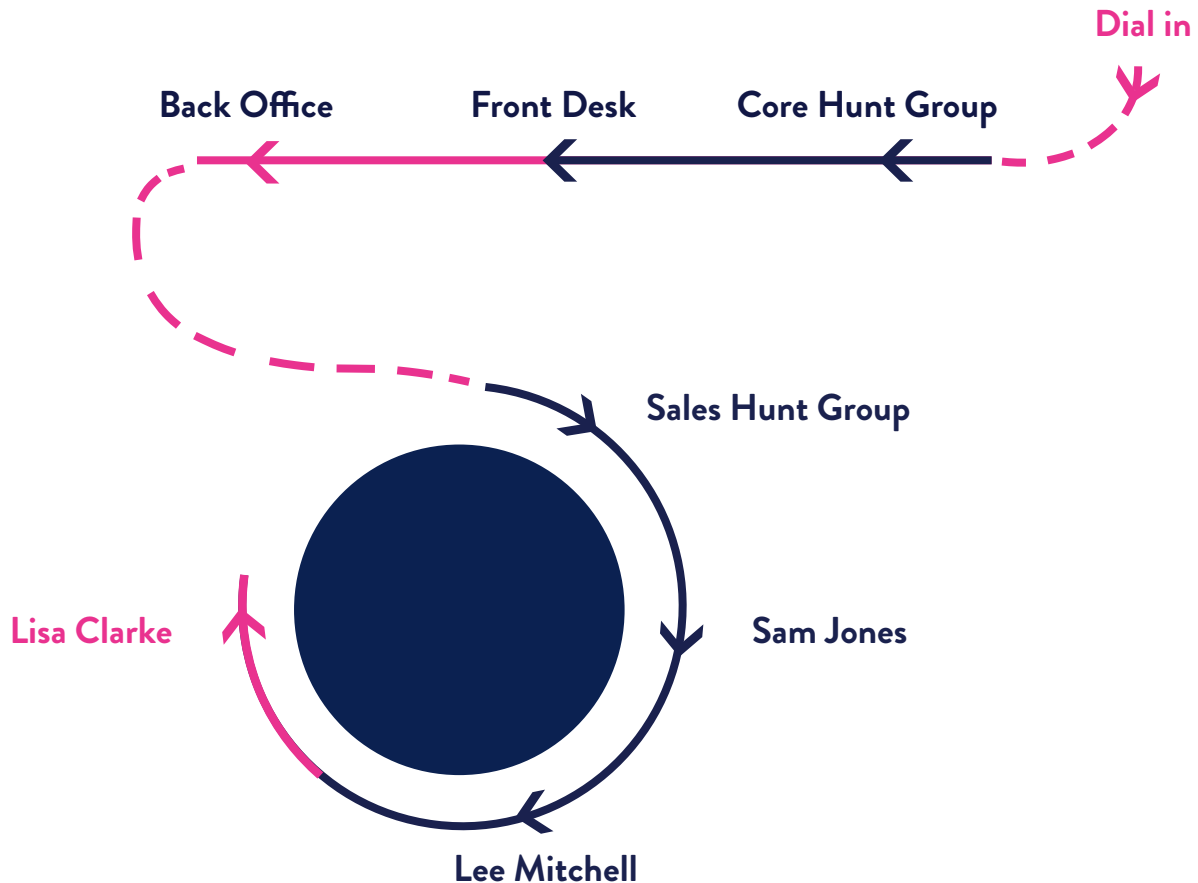 Dial in
Back Office
Front Desk
Core Hunt Group
Sales Hunt Group
Lisa Clarke
Sam Jones
Lee Mitchell